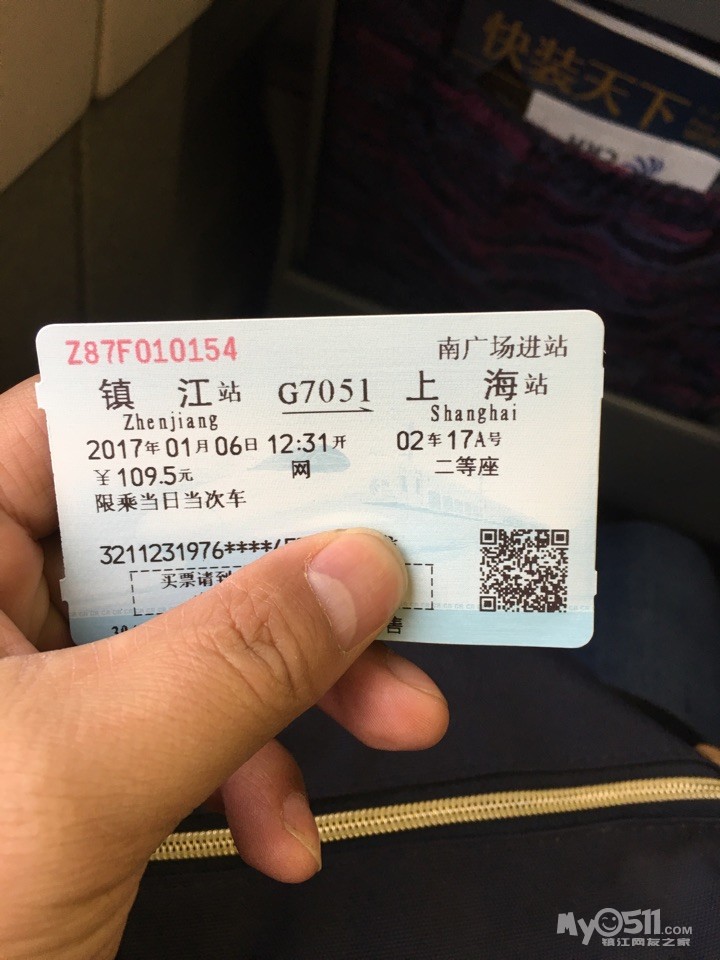 快装天下
Z87F010154
南广场进站
镇江站 G7051 上海站
Zhenjiang Shanghai
2017年01月06日 12:31开 02车17A号
￥109.5元 网 二等座
限乘当日当次车
3211231976****
买票请到
售
My0511.COM
镇江网友之家